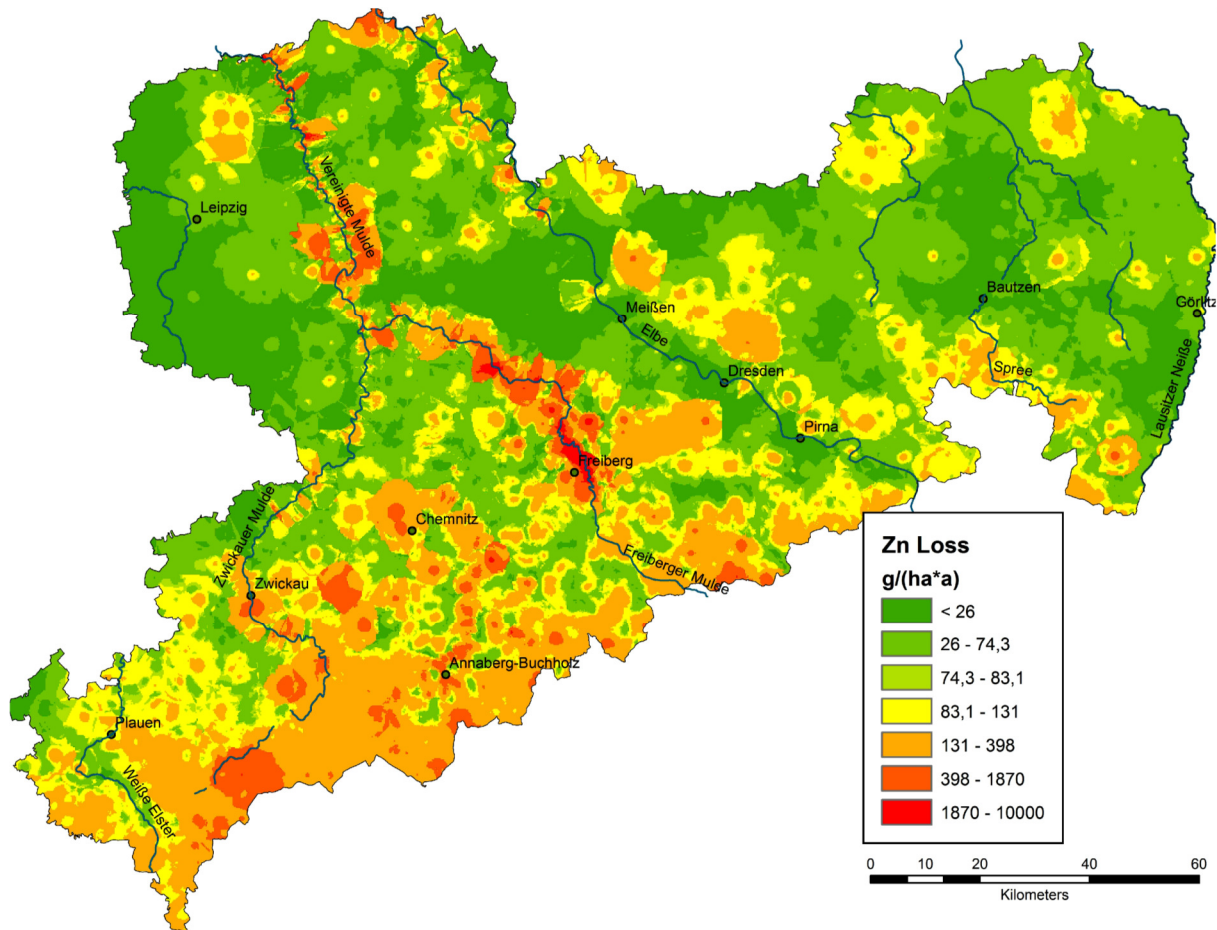 Vereinigte Mulde
Leipzig
Meißen
Elbe
Bautzen
Görlitz
Dresden
Spree
Lausitzer Neiße
Pirna
Freiberg
Chemnitz
Zwickauer Mulde
Zwickau
Freiberger Mulde
Annaberg-Buchholz
Plauen
Weiße Elster
Zn Loss
g/(ha*a)
< 26
26 - 74,3
74,3 - 83,1
83,1 - 131
131 - 398
398 - 1870
1870 - 10000
0 10 20 40 60
Kilometers